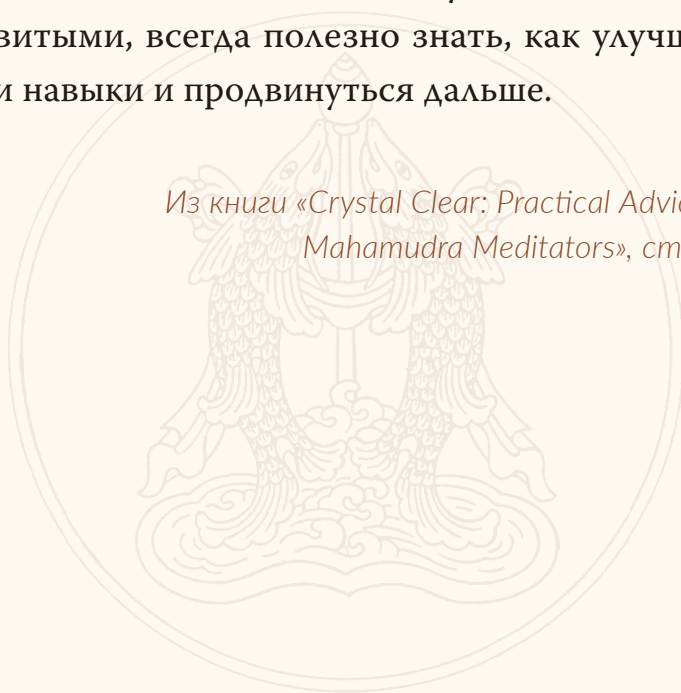 витыми, всегда полезно знать, как улучш
и навыки и продвинуться дальше.
Из книги «Crystal Clear: Practical Advic
Mahamudra Meditators», ст